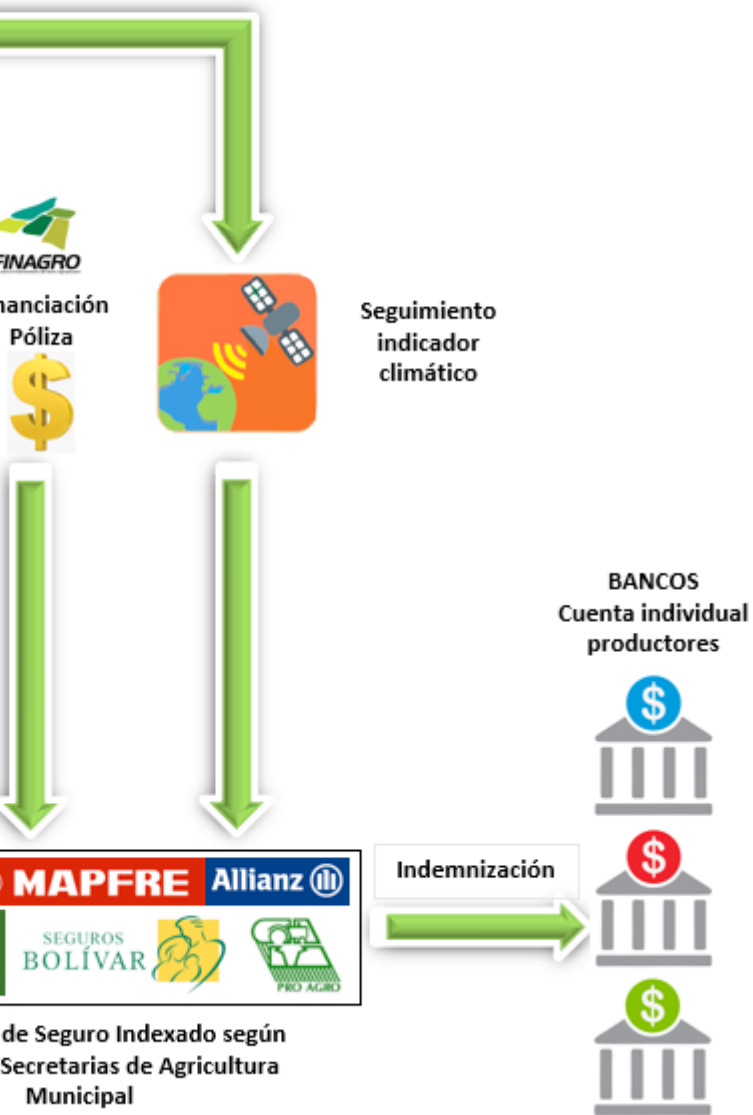 FINAGRO
Póliza
$
Seguimiento
indicador
climático
BANCOS
Cuenta individual
productores
$
MAPFRE Allianz
Indemnización
$
SEGUROS
BOLÍVAR
PRO AGRO
$
de Seguro Indexado según
Secretarias de Agricultura
Municipal